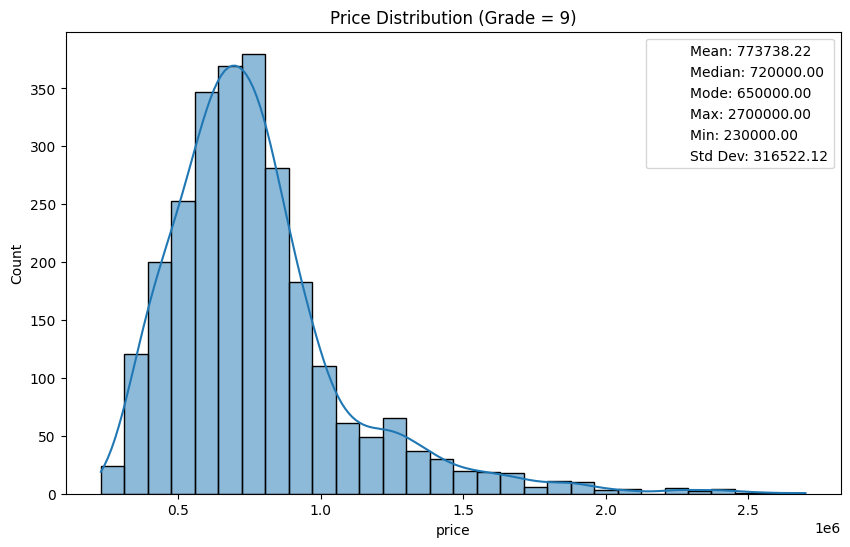 Price Distribution (Grade = 9)
Mean: 773738.22
Median: 720000.00
Mode: 650000.00
Max: 2700000.00
Min: 230000.00
Std Dev: 316522.12
Count
350
300
250
200
150
100
50
0
0.5 1.0 1.5 2.0 2.5
1e6
price